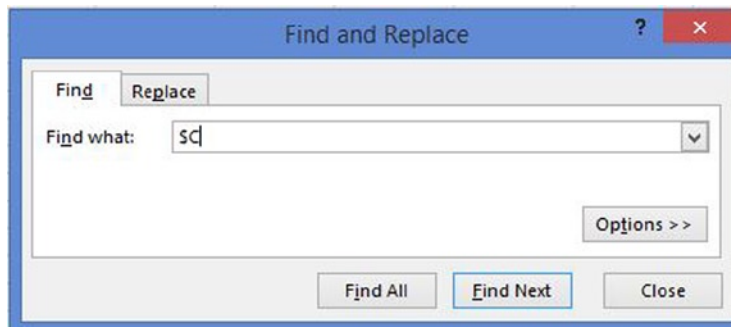 Find and Replace
? ×
Find Replace
Find what: $C
Options >>
Find All Find Next Close